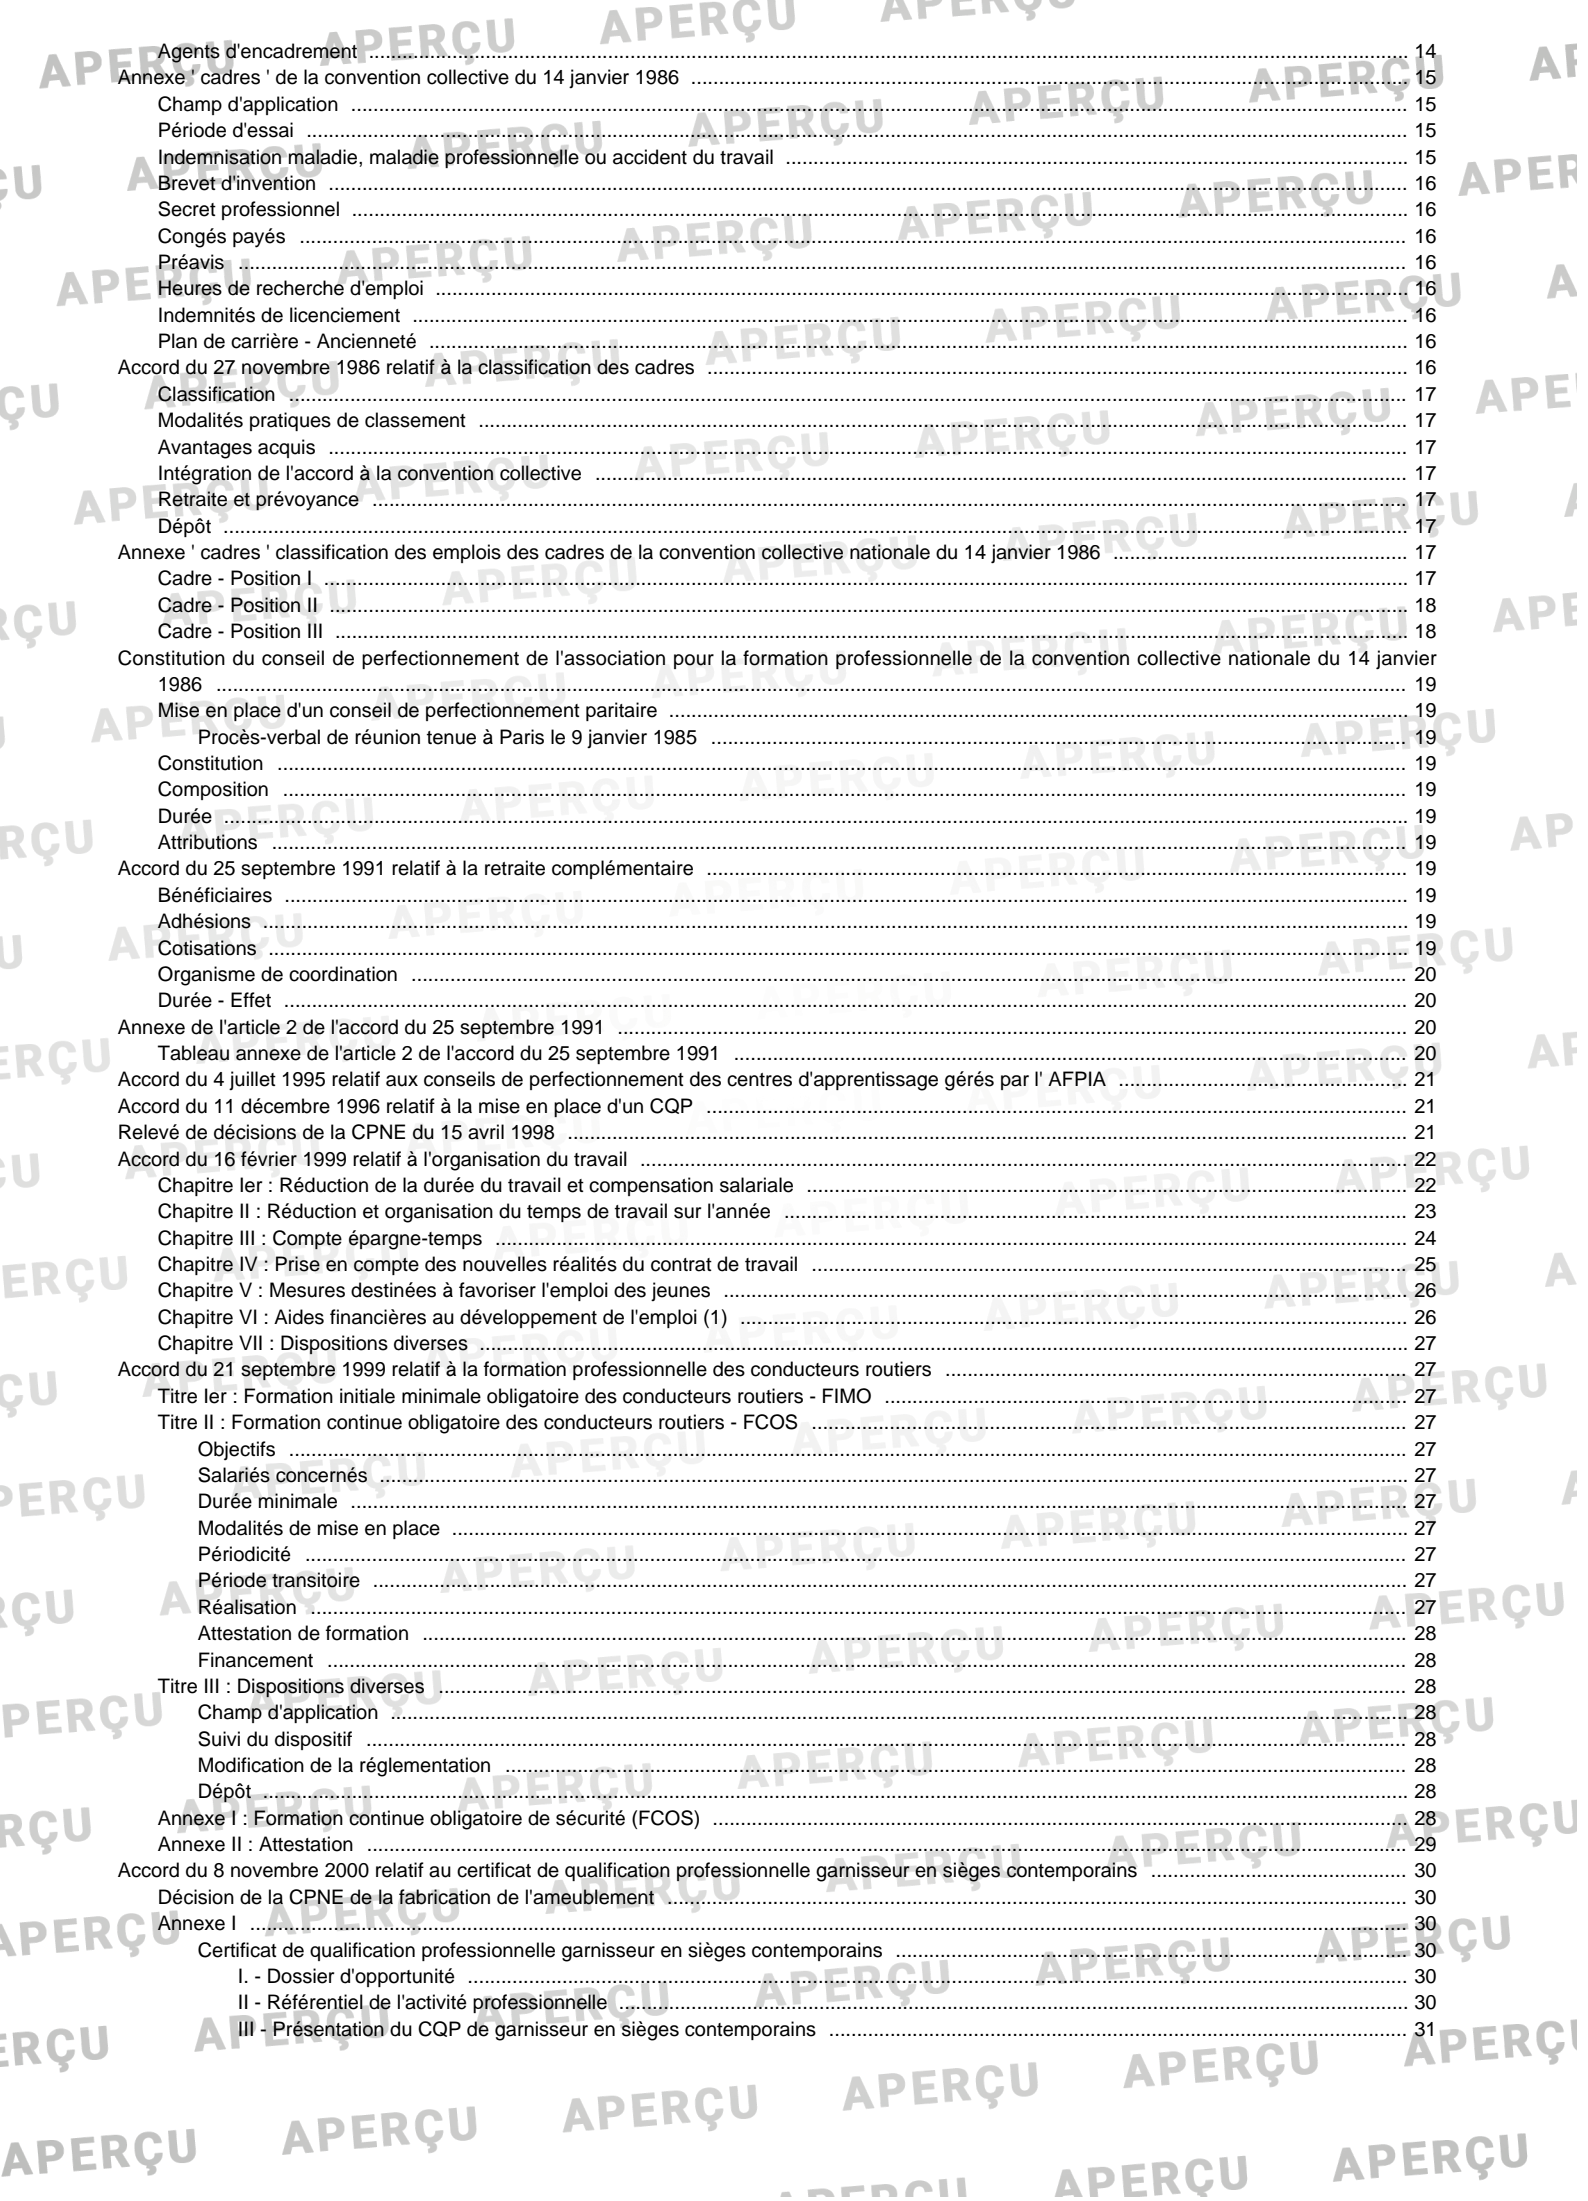 Agents d'encadrement ... 14
Annexe ' cadres ' de la convention collective du 14 janvier 1986 ... 15
Champ d'application ... 15
Période d'essai ... 15
Indemnisation maladie, maladie professionnelle ou accident du travail ... 15
Brevet d'invention ... 16
Secret professionnel ... 16
Congés payés ... 16
Préavis ... 16
Heures de recherche d'emploi ... 16
Indemnités de licenciement ... 16
Plan de carrière - Ancienneté ... 16
Accord du 27 novembre 1986 relatif à la classification des cadres ... 16
Classification ... 17
Modalités pratiques de classement ... 17
Avantages acquis ... 17
Intégration de l'accord à la convention collective ... 17
Retraite et prévoyance ... 17
Dépôt ... 17
Annexe ' cadres ' classification des emplois des cadres de la convention collective nationale du 14 janvier 1986 ... 17
Cadre - Position I ... 17
Cadre - Position II ... 18
Cadre - Position III ... 18
Constitution du conseil de perfectionnement de l'association pour la formation professionnelle de la convention collective nationale du 14 janvier
1986 ... 19
Mise en place d'un conseil de perfectionnement paritaire ... 19
Procès-verbal de réunion tenue à Paris le 9 janvier 1985 ... 19
Constitution ... 19
Composition ... 19
Durée ... 19
Attributions ... 19
Accord du 25 septembre 1991 relatif à la retraite complémentaire ... 19
Bénéficiaires ... 19
Adhésions ... 19
Cotisations ... 19
Organisme de coordination ... 20
Durée - Effet ... 20
Annexe de l'article 2 de l'accord du 25 septembre 1991 ... 20
Tableau annexe de l'article 2 de l'accord du 25 septembre 1991 ... 20
Accord du 4 juillet 1995 relatif aux conseils de perfectionnement des centres d'apprentissage gérés par l' AFPIA ... 21
Accord du 11 décembre 1996 relatif à la mise en place d'un CQP ... 21
Relevé de décisions de la CPNE du 15 avril 1998 ... 21
Accord du 16 février 1999 relatif à l'organisation du travail ... 22
Chapitre Ier : Réduction de la durée du travail et compensation salariale ... 22
Chapitre II : Réduction et organisation du temps de travail sur l'année ... 23
Chapitre III : Compte épargne-temps ... 24
Chapitre IV : Prise en compte des nouvelles réalités du contrat de travail ... 25
Chapitre V : Mesures destinées à favoriser l'emploi des jeunes ... 26
Chapitre VI : Aides financières au développement de l'emploi (1) ... 26
Chapitre VII : Dispositions diverses ... 27
Accord du 21 septembre 1999 relatif à la formation professionnelle des conducteurs routiers ... 27
Titre Ier : Formation initiale minimale obligatoire des conducteurs routiers - FIMO ... 27
Titre II : Formation continue obligatoire des conducteurs routiers - FCOS ... 27
Objectifs ... 27
Salariés concernés ... 27
Durée minimale ... 27
Modalités de mise en place ... 27
Périodicité ... 27
Période transitoire ... 27
Réalisation ... 27
Attestation de formation ... 28
Financement ... 28
Titre III : Dispositions diverses ... 28
Champ d'application ... 28
Suivi du dispositif ... 28
Modification de la réglementation ... 28
Dépôt ... 28
Annexe I : Formation continue obligatoire de sécurité (FCOS) ... 28
Annexe II : Attestation ... 29
Accord du 8 novembre 2000 relatif au certificat de qualification professionnelle garnisseur en sièges contemporains ... 30
Décision de la CPNE de la fabrication de l'ameublement ... 30
Annexe I ... 30
Certificat de qualification professionnelle garnisseur en sièges contemporains ... 30
I. - Dossier d'opportunité ... 30
II - Référentiel de l'activité professionnelle ... 30
III - Présentation du CQP de garnisseur en sièges contemporains ... 31
APERÇU